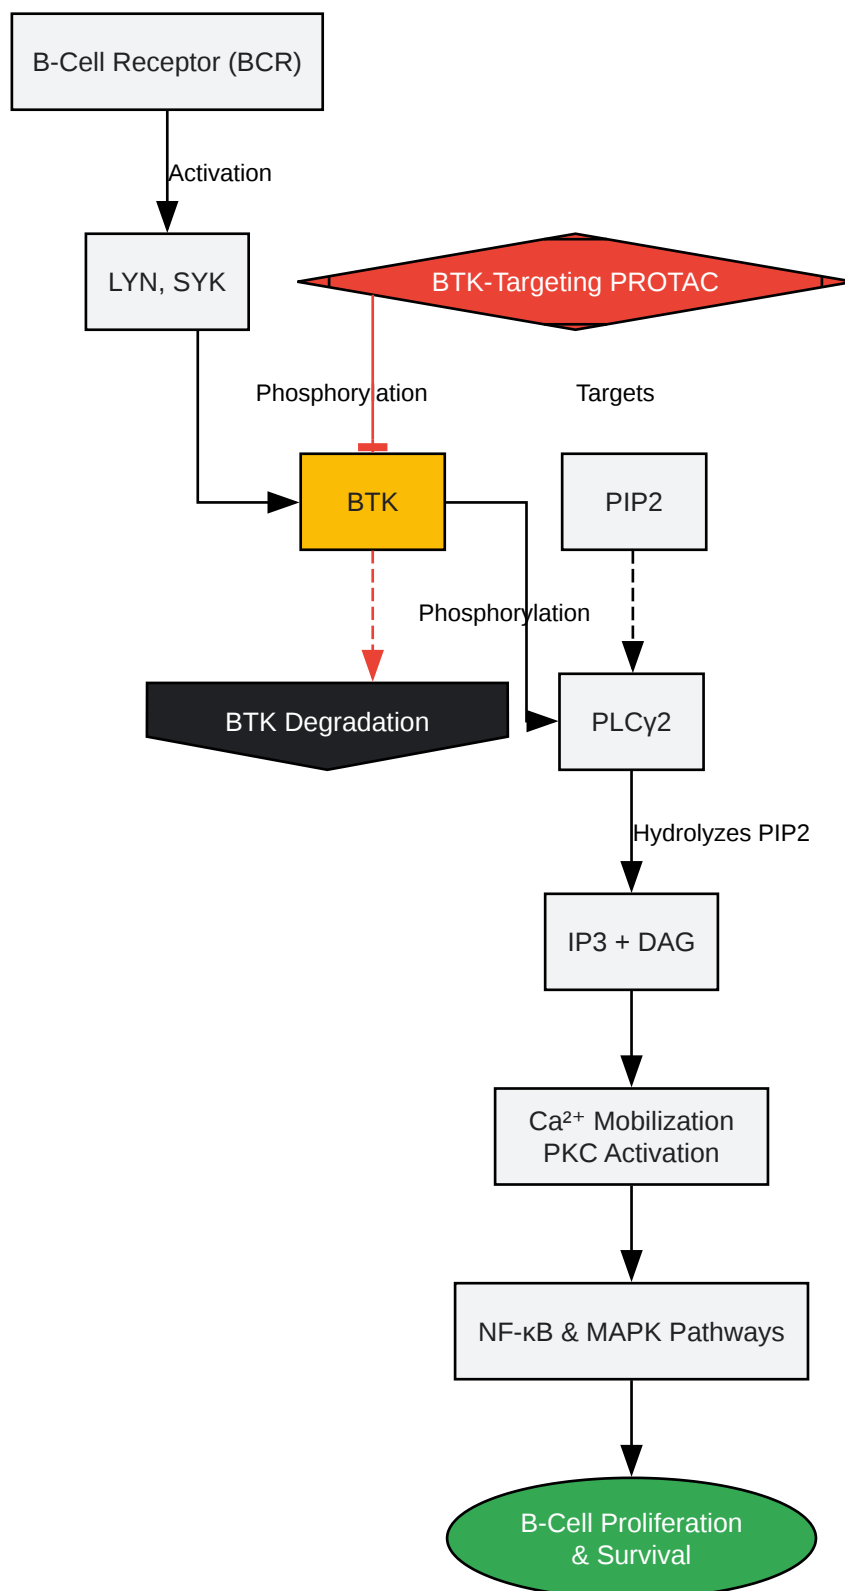 B-Cell Receptor (BCR)
Activation
LYN, SYK
BTK-Targeting PROTAC
Phosphorylation
Targets
BTK
PIP2
Phosphorylation
BTK Degradation
PLCγ2
Hydrolyzes PIP2
IP3 + DAG
Ca²⁺ Mobilization
PKC Activation
NF-κB & MAPK Pathways
B-Cell Proliferation
& Survival